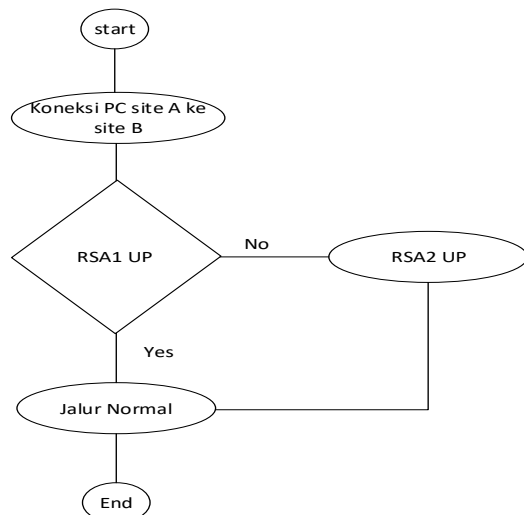 start
Koneksi PC site A ke
site B
RSA1 UP
No
RSA2 UP
Yes
Jalur Normal
End